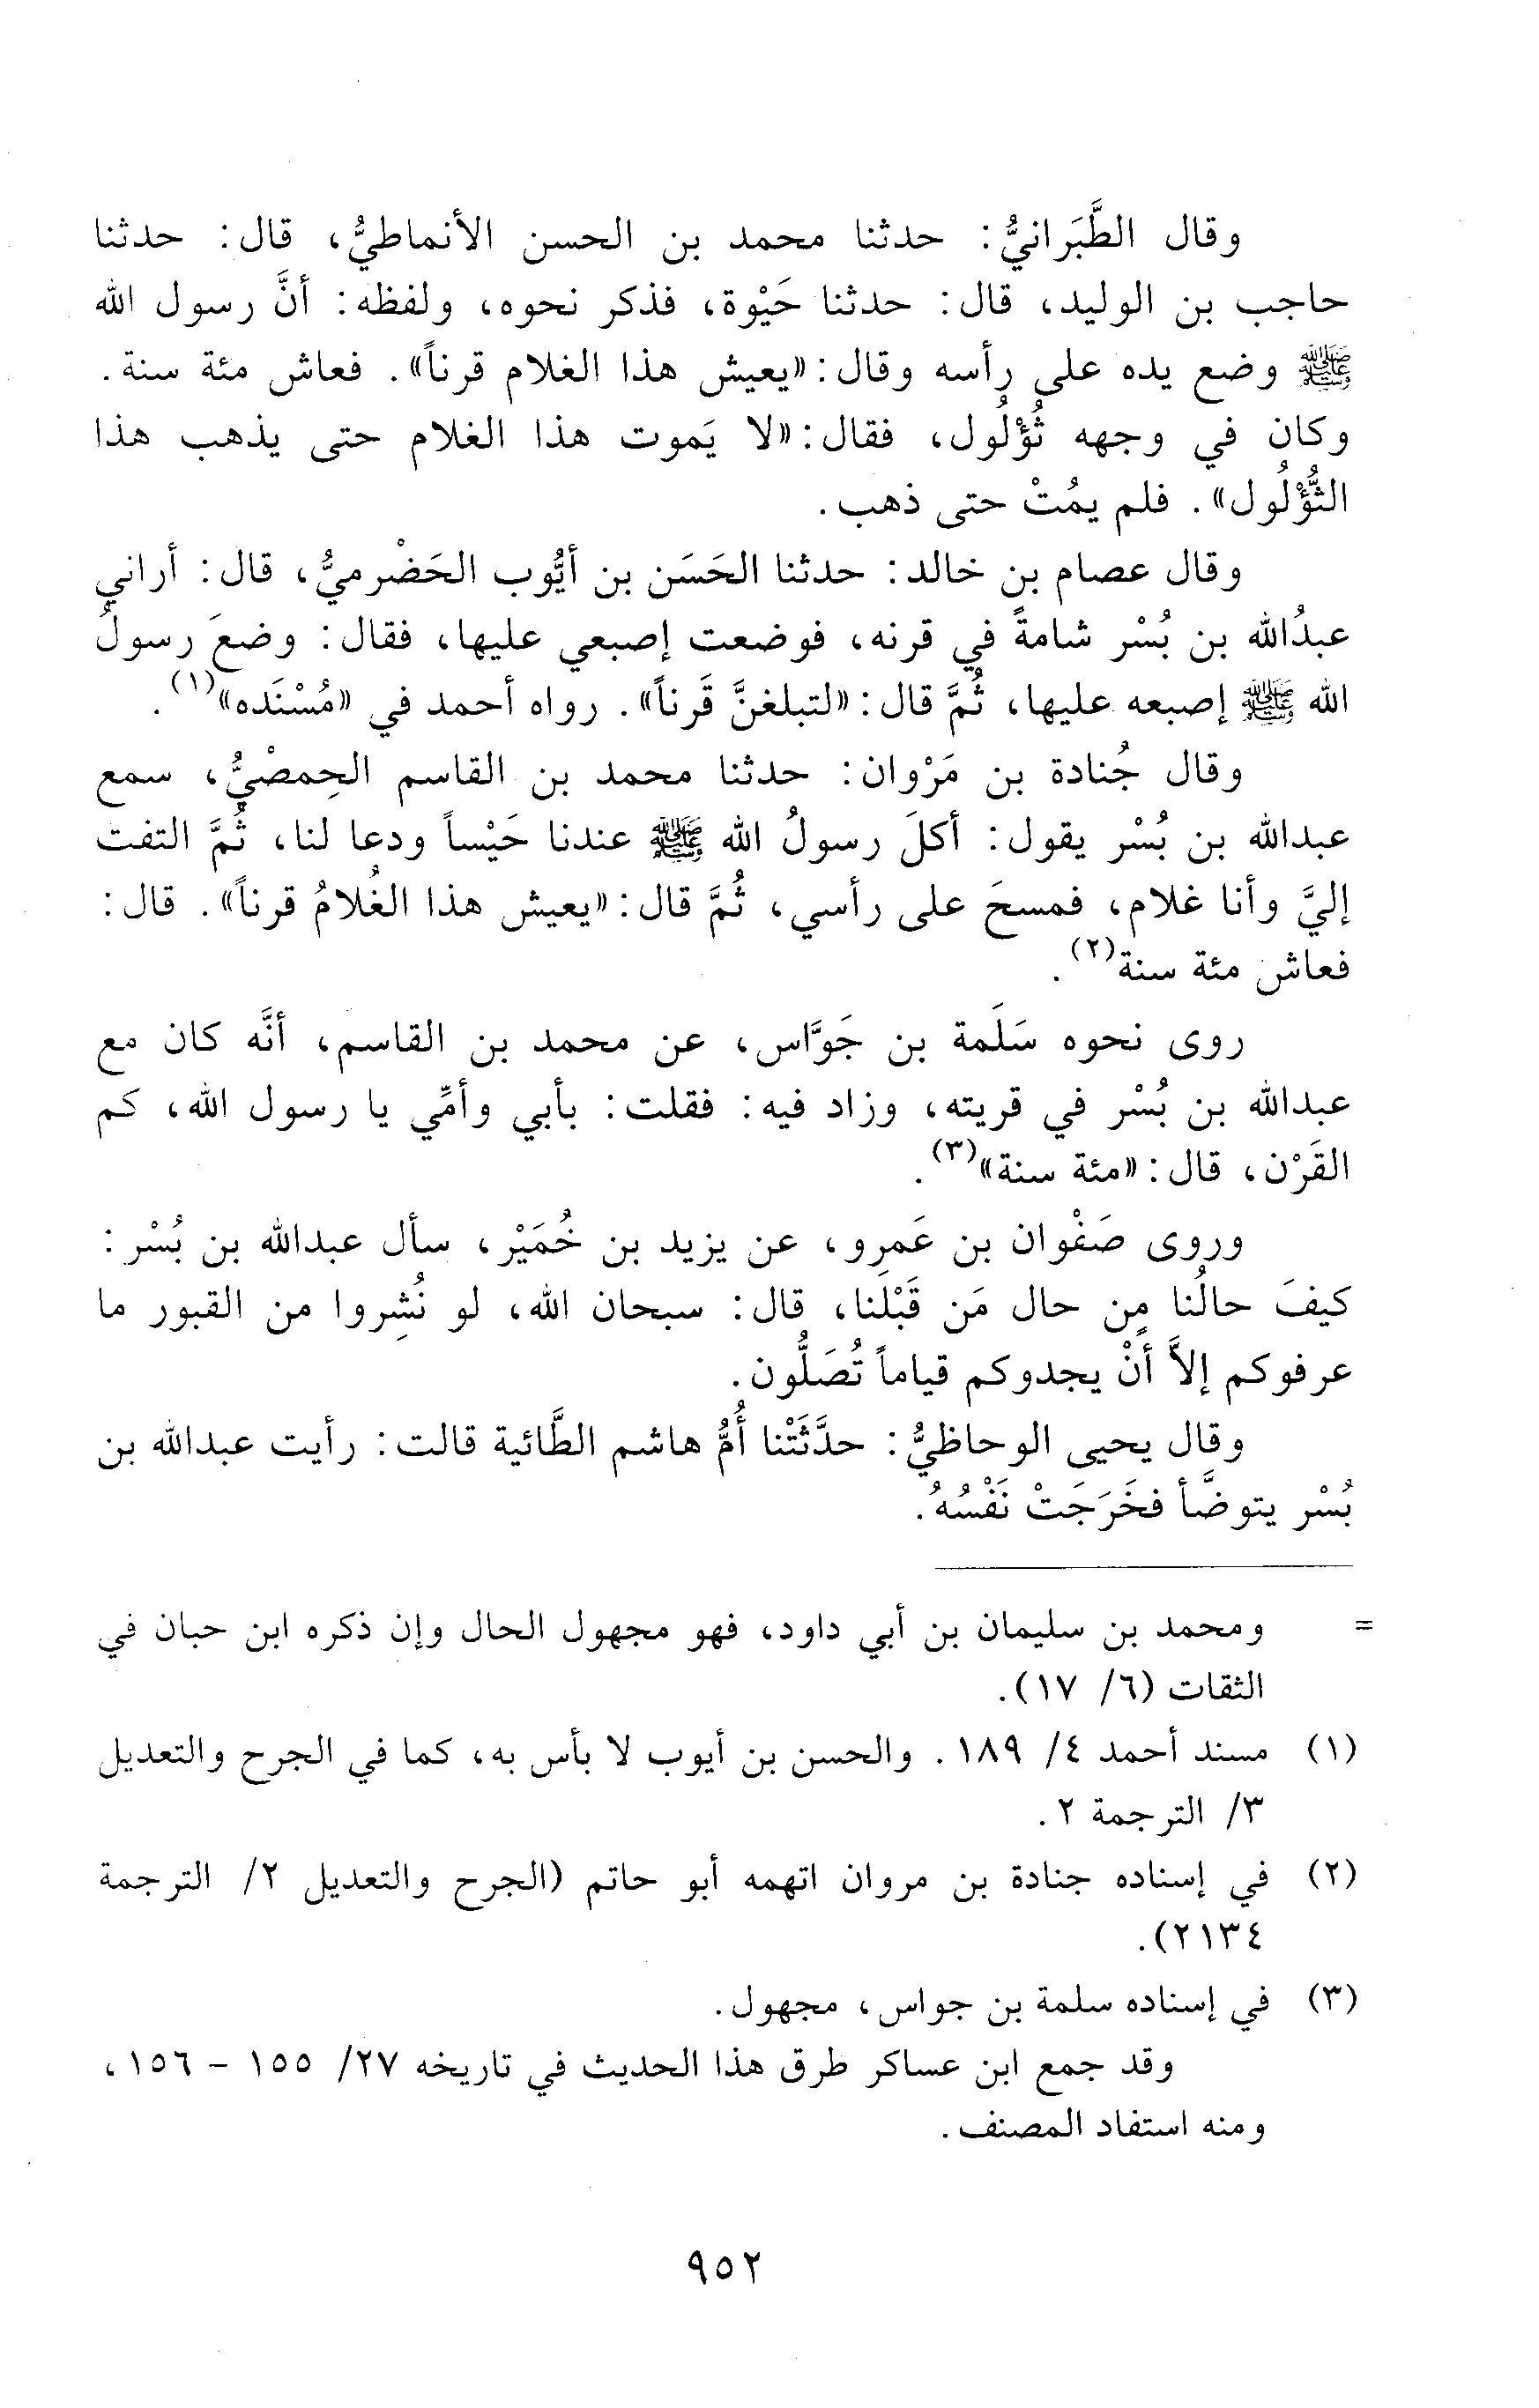 وقال الطَّبَرانيُّ: حدثنا محمد بن الحسن الأنماطيُّ، قال: حدثنا
حاجب بن الوليد، قال: حدثنا حَيْوة، فذكر نحوه، ولفظه: أنَّ رسول الله
ﷺ وضع يده على رأسه وقال: «يعيش هذا الغلام قرناً». فعاش مئة سنة.
وكان في وجهه ثُؤْلُول، فقال: «لا يَموت هذا الغلام حتى يذهب هذا
الثُّؤْلُول». فلم يمُتْ حتى ذهب.
وقال عصام بن خالد: حدثنا الحَسَن بن أيُّوب الحَضْرميُّ، قال: أراني
عبدُالله بن بُسْر شامةً في قرنه، فوضعت إصبعي عليها، فقال: وضعَ رسولُ
الله ﷺ إصبعه عليها، ثُمَّ قال: «لتبلغنَّ قَرناً». رواه أحمد في «مُسْنَده»(١).
وقال جُنادة بن مَرْوان: حدثنا محمد بن القاسم الحِمصْيُّ، سمع
عبدالله بن بُسْر يقول: أكلَ رسولُ الله ﷺ عندنا حَيْساً ودعا لنا، ثُمَّ التفت
إليَّ وأنا غلام، فمسحَ على رأسي، ثُمَّ قال: «يعيش هذا الغُلامُ قرناً». قال:
فعاش مئة سنة(٢).
روى نحوه سَلَمة بن جَوَّاس، عن محمد بن القاسم، أنَّه كان مع
عبدالله بن بُسْر في قريته، وزاد فيه: فقلت: بأبي وأمِّي يا رسول الله، كم
القَرْن، قال: «مئة سنة»(٣).
وروى صَفْوان بن عَمرِو، عن يزيد بن خُمَيْر، سأل عبدالله بن بُسْر:
كيفَ حالُنا مِن حال مَن قَبْلَنا، قال: سبحان الله، لو نُشِروا من القبور ما
عرفوكم إلاَّ أنْ يجدوكم قياماً تُصَلُّون.
وقال يحيى الوحاظيُّ: حدَّثَتْنا أُمُّ هاشم الطَّائية قالت: رأيت عبدالله بن
بُسْر يتوضَّأ فخَرَجَتْ نَفْسُهُ.
= ومحمد بن سليمان بن أبي داود، فهو مجهول الحال وإن ذكره ابن حبان في
الثقات (٦/ ١٧).
(١) مسند أحمد ٤/ ١٨٩. والحسن بن أيوب لا بأس به، كما في الجرح والتعديل
٣/ الترجمة ٢.
(٢) في إسناده جنادة بن مروان اتهمه أبو حاتم (الجرح والتعديل ٢/ الترجمة
٢١٣٤).
(٣) في إسناده سلمة بن جواس، مجهول.
وقد جمع ابن عساكر طرق هذا الحديث في تاريخه ٢٧/ ١٥٥ - ١٥٦،
ومنه استفاد المصنف.
٩٥٢